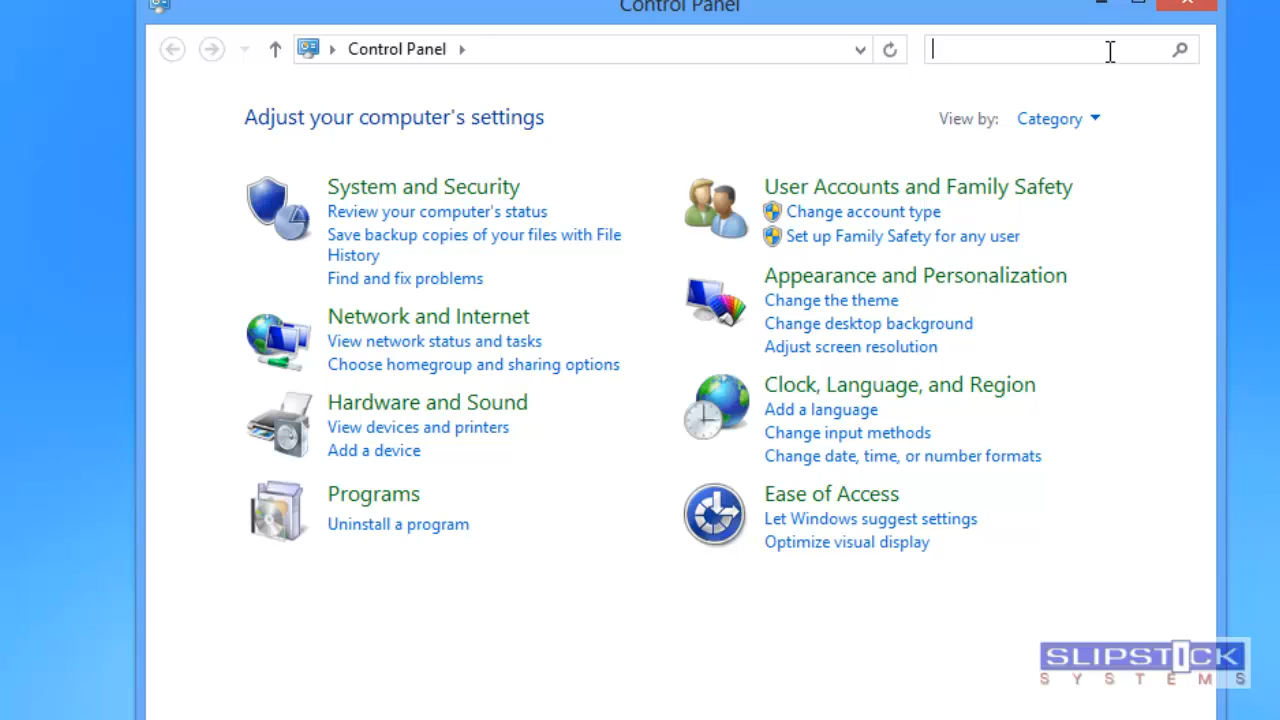 Control Panel
Control Panel
Adjust your computer's settings
View by: Category
System and Security
Review your computer's status
Save backup copies of your files with File
History
Find and fix problems
Network and Internet
View network status and tasks
Choose homegroup and sharing options
Hardware and Sound
View devices and printers
Add a device
Programs
Uninstall a program
User Accounts and Family Safety
Change account type
Set up Family Safety for any user
Appearance and Personalization
Change the theme
Change desktop background
Adjust screen resolution
Clock, Language, and Region
Add a language
Change input methods
Change date, time, or number formats
Ease of Access
Let Windows suggest settings
Optimize visual display
SLIPSTICK
SYSTEMS